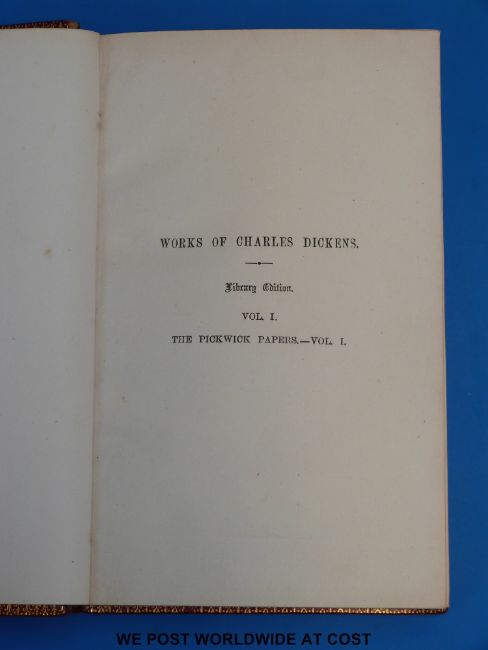 WORKS OF CHARLES DICKENS.
Library Edition.
VOL. I.
THE PICKWICK PAPERS.—VOL. I.
WE POST WORLDWIDE AT COST